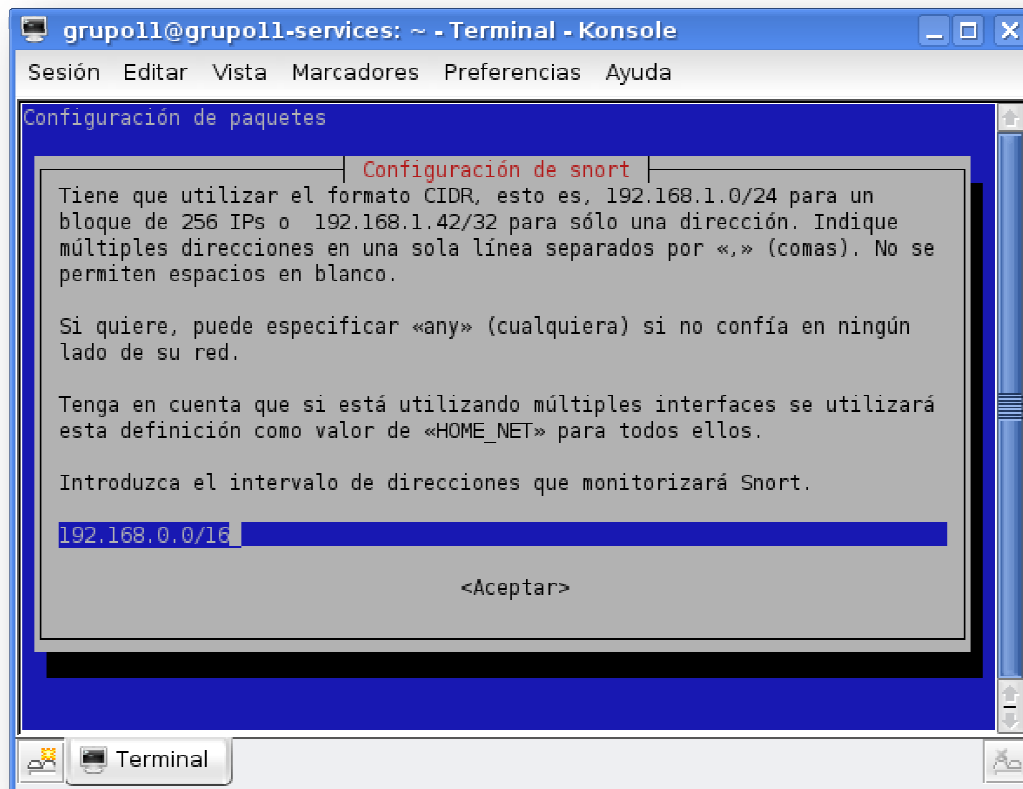 grupo11@grupo11-services: ~ - Terminal - Konsole
Sesión Editar Vista Marcadores Preferencias Ayuda
Configuración de paquetes
Configuración de snort
Tiene que utilizar el formato CIDR, esto es, 192.168.1.0/24 para un
bloque de 256 IPs o  192.168.1.42/32 para sólo una dirección. Indique
múltiples direcciones en una sola línea separados por «,» (comas). No se
permiten espacios en blanco.
Si quiere, puede especificar «any» (cualquiera) si no confía en ningún
lado de su red.
Tenga en cuenta que si está utilizando múltiples interfaces se utilizará
esta definición como valor de «HOME_NET» para todos ellos.
Introduzca el intervalo de direcciones que monitorizará Snort.
192.168.0.0/16
<Aceptar>
Terminal